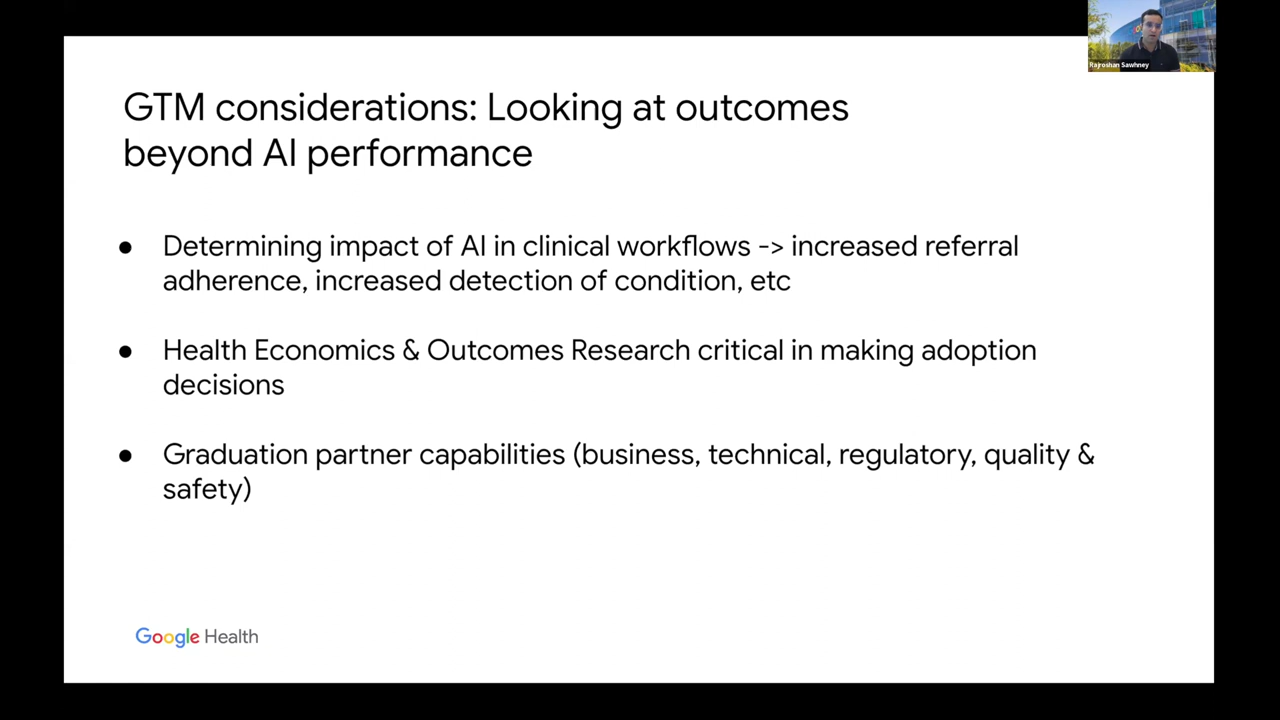 Rajroshan Sawhney
GTM considerations: Looking at outcomes
beyond AI performance
● Determining impact of AI in clinical workflows -> increased referral
adherence, increased detection of condition, etc
● Health Economics & Outcomes Research critical in making adoption
decisions
● Graduation partner capabilities (business, technical, regulatory, quality &
safety)
Google Health